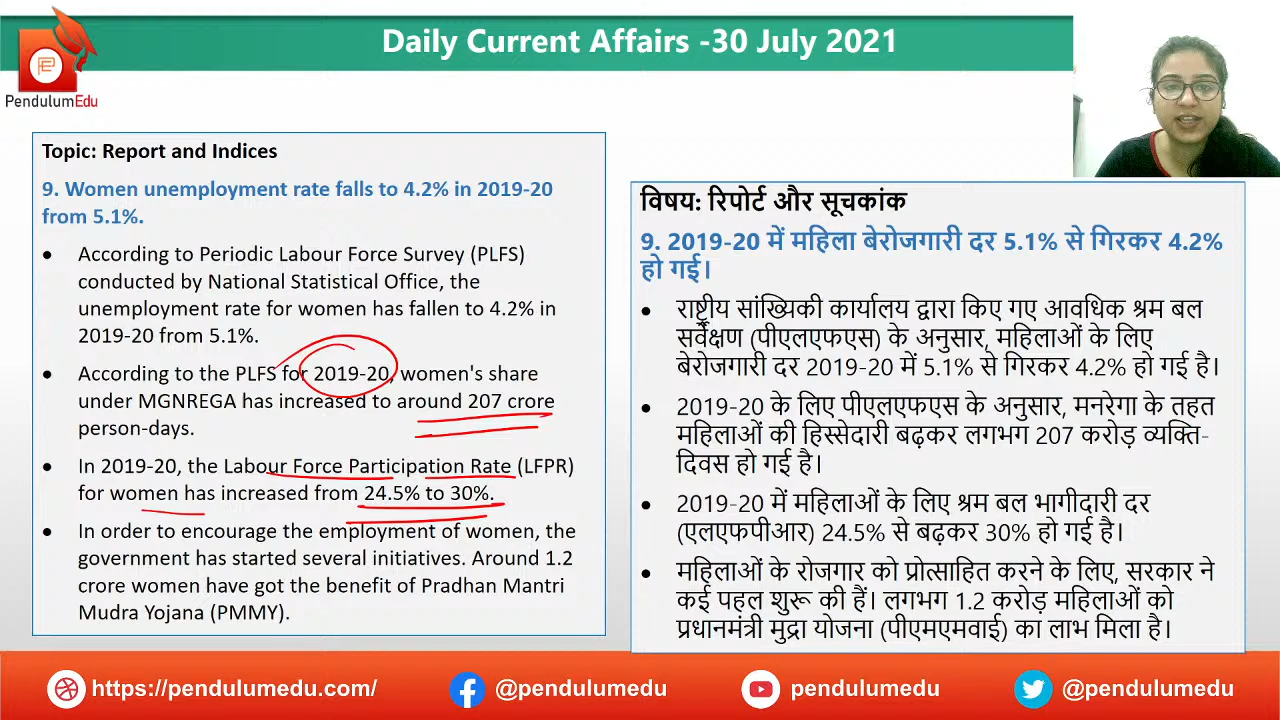 Daily Current Affairs -30 July 2021
PendulumEdu
Topic: Report and Indices
9. Women unemployment rate falls to 4.2% in 2019-20
from 5.1%.
• According to Periodic Labour Force Survey (PLFS)
conducted by National Statistical Office, the
unemployment rate for women has fallen to 4.2% in
2019-20 from 5.1%.
• According to the PLFS for 2019-20, women's share
under MGNREGA has increased to around 207 crore
person-days.
• In 2019-20, the Labour Force Participation Rate (LFPR)
for women has increased from 24.5% to 30%.
• In order to encourage the employment of women, the
government has started several initiatives. Around 1.2
crore women have got the benefit of Pradhan Mantri
Mudra Yojana (PMMY).
विषय: रिपोर्ट और सूचकांक
9. 2019-20 में महिला बेरोजगारी दर 5.1% से गिरकर 4.2%
हो गई।
• राष्ट्रीय सांख्यिकी कार्यालय द्वारा किए गए आवधिक श्रम बल
सर्वेक्षण (पीएलएफएस) के अनुसार, महिलाओं के लिए
बेरोजगारी दर 2019-20 में 5.1% से गिरकर 4.2% हो गई है।
• 2019-20 के लिए पीएलएफएस के अनुसार, मनरेगा के तहत
महिलाओं की हिस्सेदारी बढ़कर लगभग 207 करोड़ व्यक्ति-
दिवस हो गई है।
• 2019-20 में महिलाओं के लिए श्रम बल भागीदारी दर
(एलएफपीआर) 24.5% से बढ़कर 30% हो गई है।
• महिलाओं के रोजगार को प्रोत्साहित करने के लिए, सरकार ने
कई पहल शुरू की हैं। लगभग 1.2 करोड़ महिलाओं को
प्रधानमंत्री मुद्रा योजना (पीएमएमवाई) का लाभ मिला है।
https://pendulumedu.com/
@pendulumedu
pendulumedu
@pendulumedu